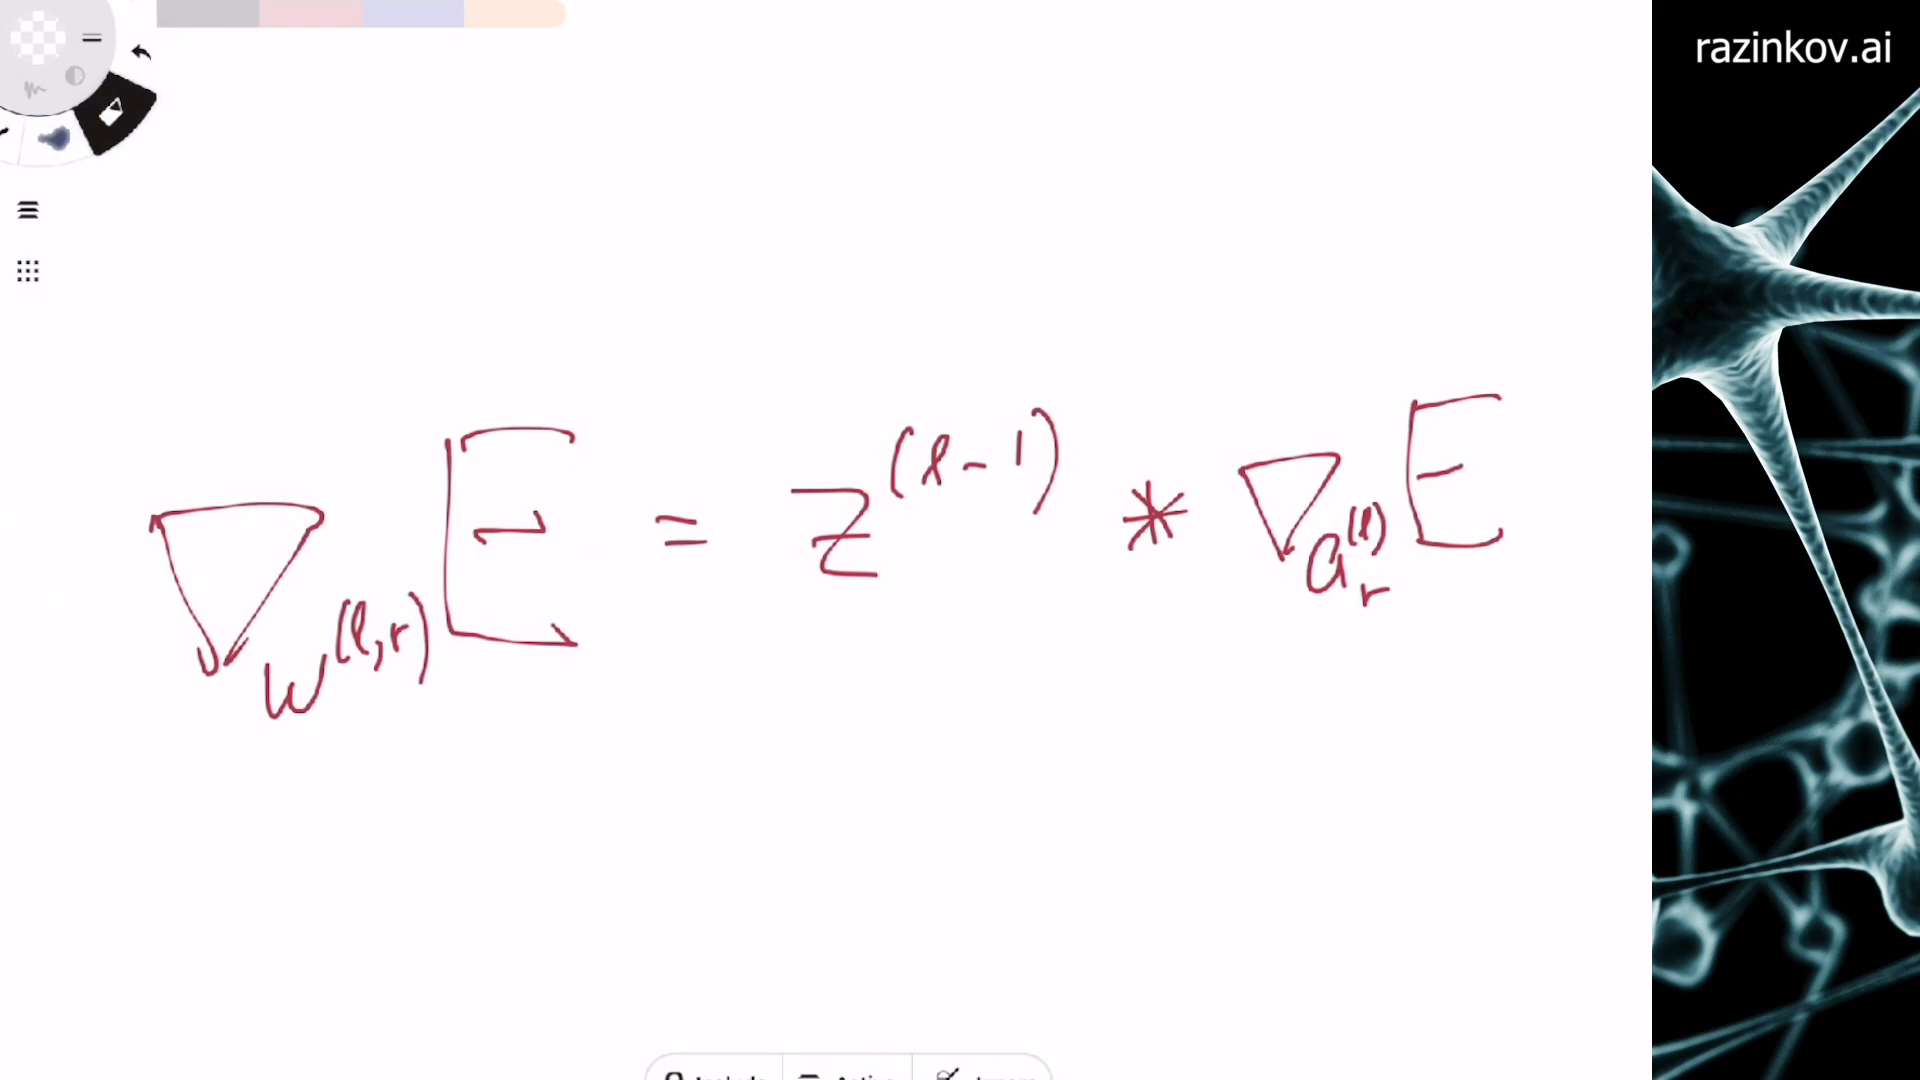 razinkov.ai
∇_{w^{(ℓ,r)}} E = z^{(ℓ-1)} * ∇_{a_r^{(ℓ)}} E